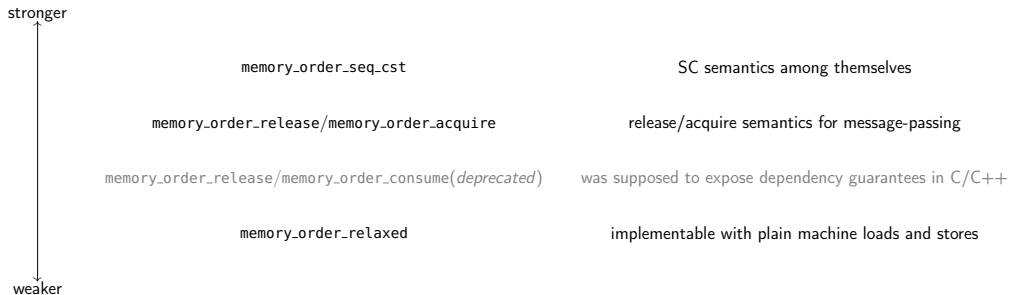 stronger
memory_order_seq_cst SC semantics among themselves
memory_order_release/memory_order_acquire release/acquire semantics for message-passing
memory_order_release/memory_order_consume(deprecated) was supposed to expose dependency guarantees in C/C++
memory_order_relaxed implementable with plain machine loads and stores
weaker